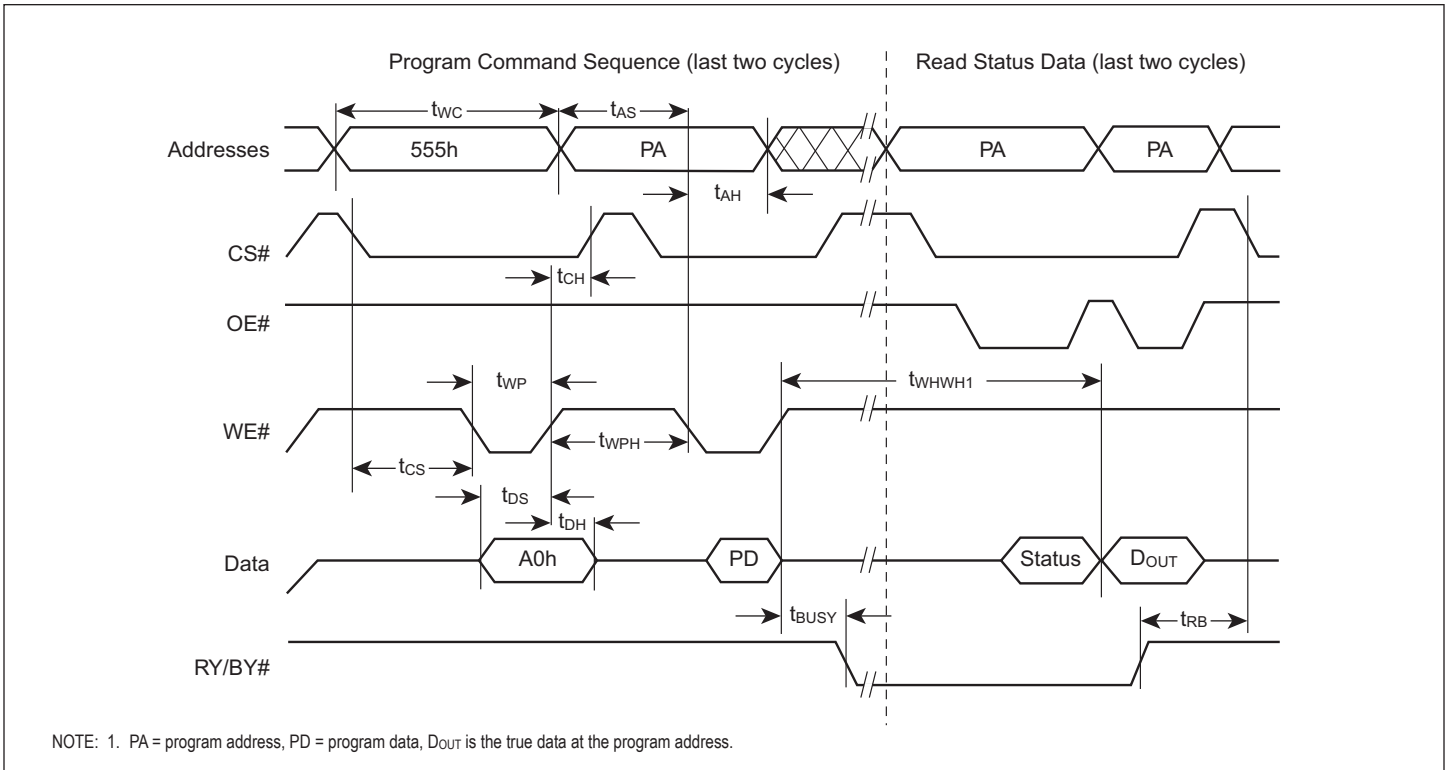 Program Command Sequence (last two cycles)
Read Status Data (last two cycles)
tWC
tAS
Addresses
555h
PA
PA
PA
tAH
CS#
tCH
OE#
tWP
tWHWH1
WE#
tWPH
tCS
tDS
tDH
Data
A0h
PD
Status
DOUT
tBUSY
tRB
RY/BY#
NOTE: 1. PA = program address, PD = program data, DOUT is the true data at the program address.